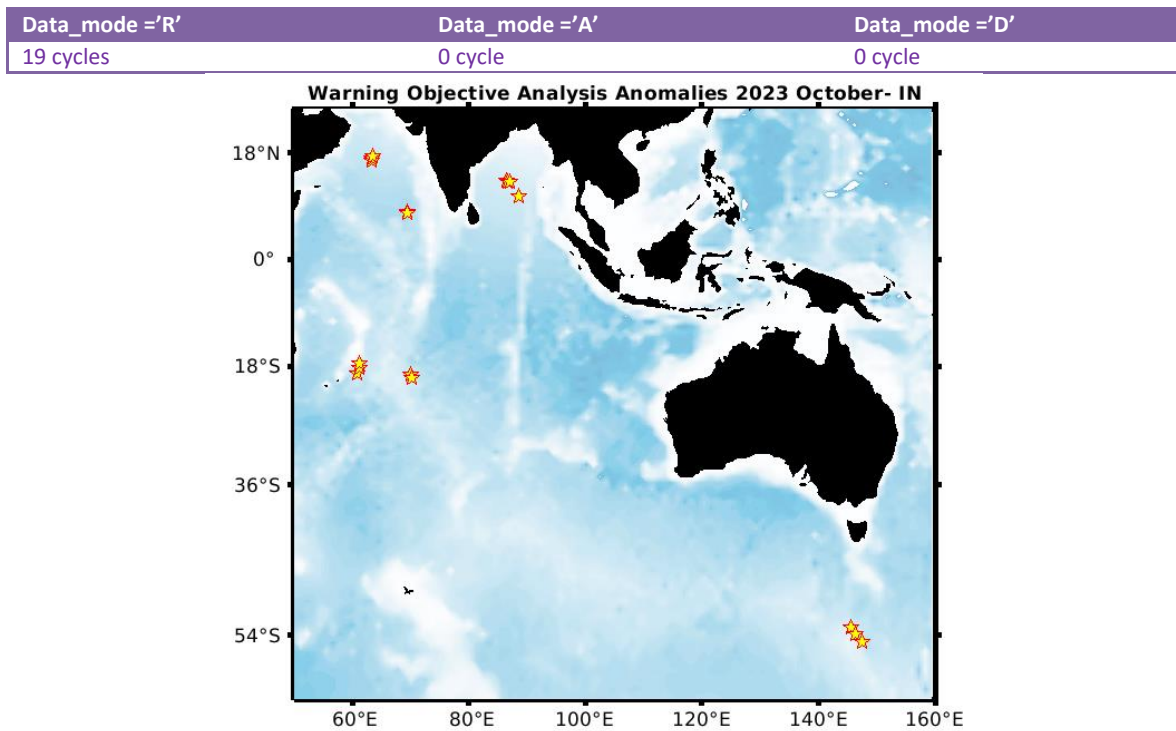 Data_mode =’R’ Data_mode =’A’ Data_mode =’D’
19 cycles 0 cycle 0 cycle
Warning Objective Analysis Anomalies 2023 October- IN
18°N
0°
18°S
36°S
54°S
60°E 80°E 100°E 120°E 140°E 160°E